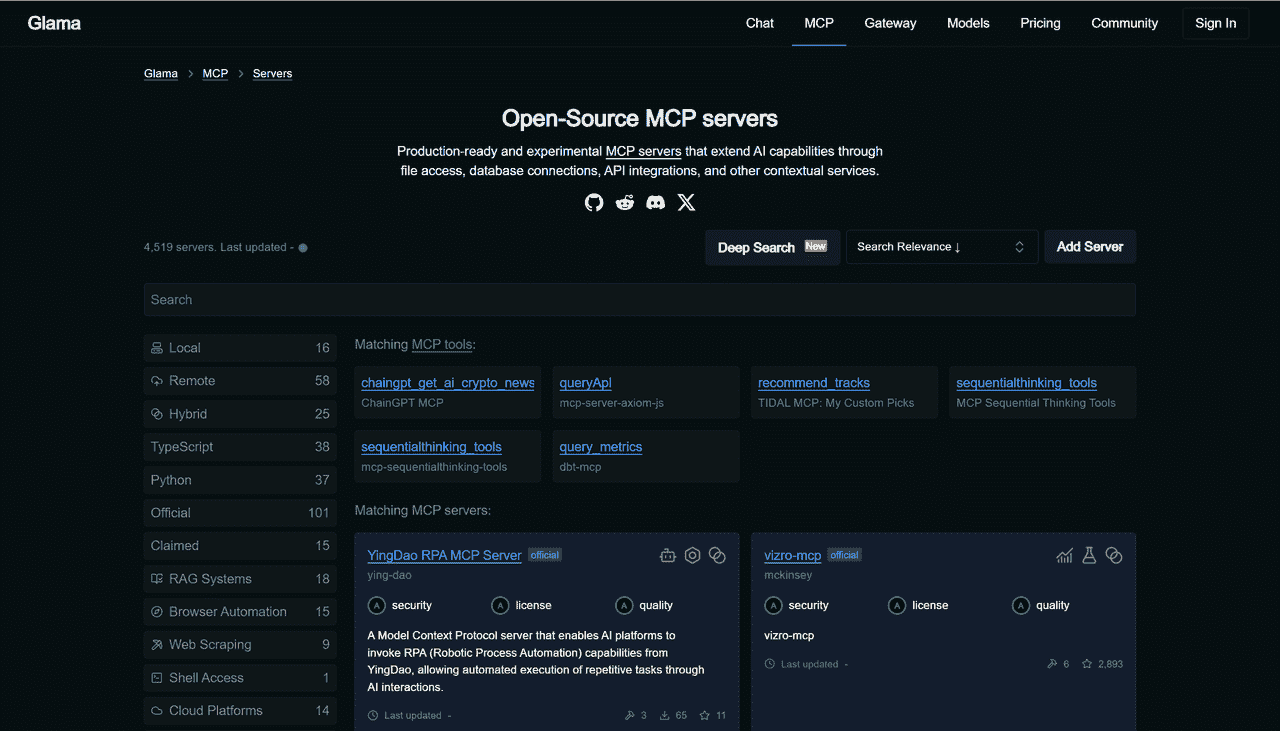 Glama
Chat MCP Gateway Models Pricing Community Sign In
Glama > MCP > Servers
Open-Source MCP servers
Production-ready and experimental MCP servers that extend AI capabilities through
file access, database connections, API integrations, and other contextual services.
4,519 servers. Last updated -
Deep Search New
Search Relevance ↓
Add Server
Search
Local 16
Remote 58
Hybrid 25
TypeScript 38
Python 37
Official 101
Claimed 15
RAG Systems 18
Browser Automation 15
Web Scraping 9
Shell Access 1
Cloud Platforms 14
Matching MCP tools:
chaingpt_get_ai_crypto_news
ChainGPT MCP
queryApl
mcp-server-axiom-js
recommend_tracks
TIDAL MCP: My Custom Picks
sequentialthinking_tools
MCP Sequential Thinking Tools
sequentialthinking_tools
mcp-sequentialthinking-tools
query_metrics
dbt-mcp
Matching MCP servers:
YingDao RPA MCP Server official
ying-dao
A security A license A quality
A Model Context Protocol server that enables AI platforms to
invoke RPA (Robotic Process Automation) capabilities from
YingDao, allowing automated execution of repetitive tasks through
AI interactions.
Last updated - 3 65 11
vizro-mcp official
mckinsey
A security A license A quality
vizro-mcp
Last updated - 6 2,893